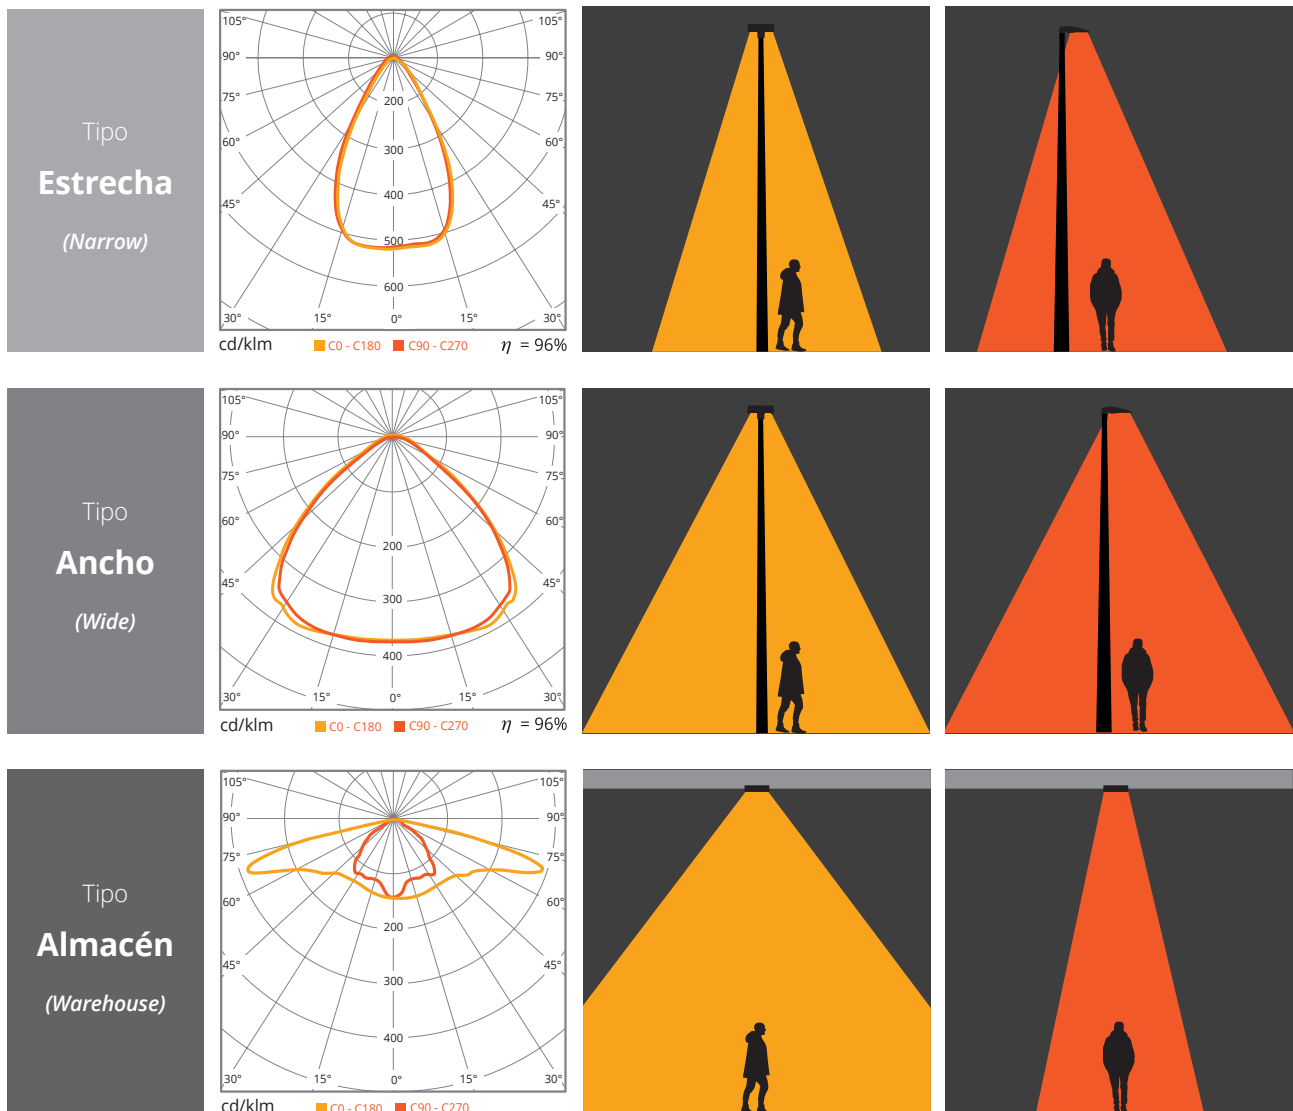 Tipo
Estrecha
(Narrow)
105° 105°
90° 90°
75° 75°
60° 60°
45° 45°
30° 15° 0° 15° 30°
200
300
400
500
600
cd/klm C0 - C180 C90 - C270 η = 96%
Tipo
Ancho
(Wide)
105° 105°
90° 90°
75° 75°
60° 60°
45° 45°
30° 15° 0° 15° 30°
200
300
400
cd/klm C0 - C180 C90 - C270 η = 96%
Tipo
Almacén
(Warehouse)
105° 105°
90° 90°
75° 75°
60° 60°
45° 45°
30° 15° 0° 15° 30°
200
300
400
cd/klm C0 - C180 C90 - C270